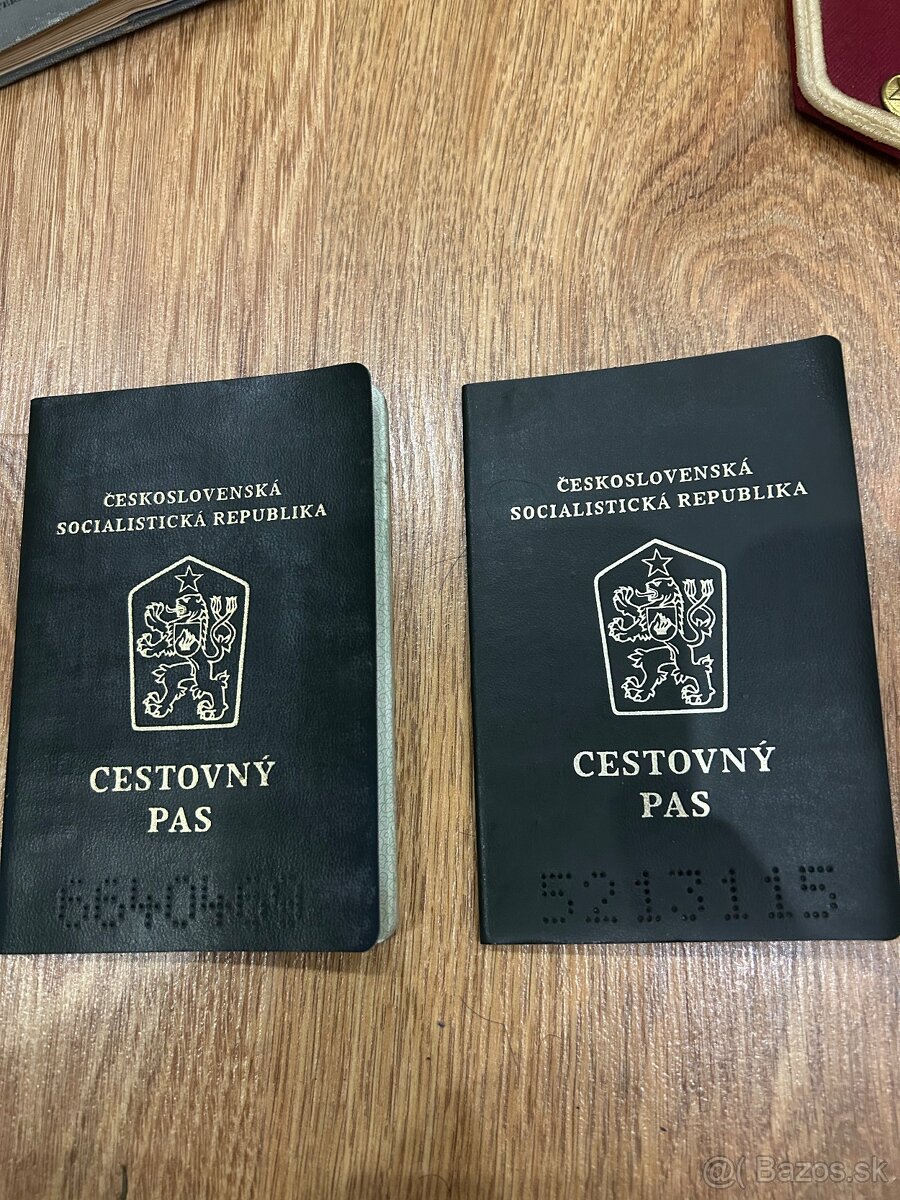 ČESKOSLOVENSKÁ
SOCIALISTICKÁ REPUBLIKA
CESTOVNÝ
PAS
ČESKOSLOVENSKÁ
SOCIALISTICKÁ REPUBLIKA
CESTOVNÝ
PAS
5213115
@( Bazos.sk